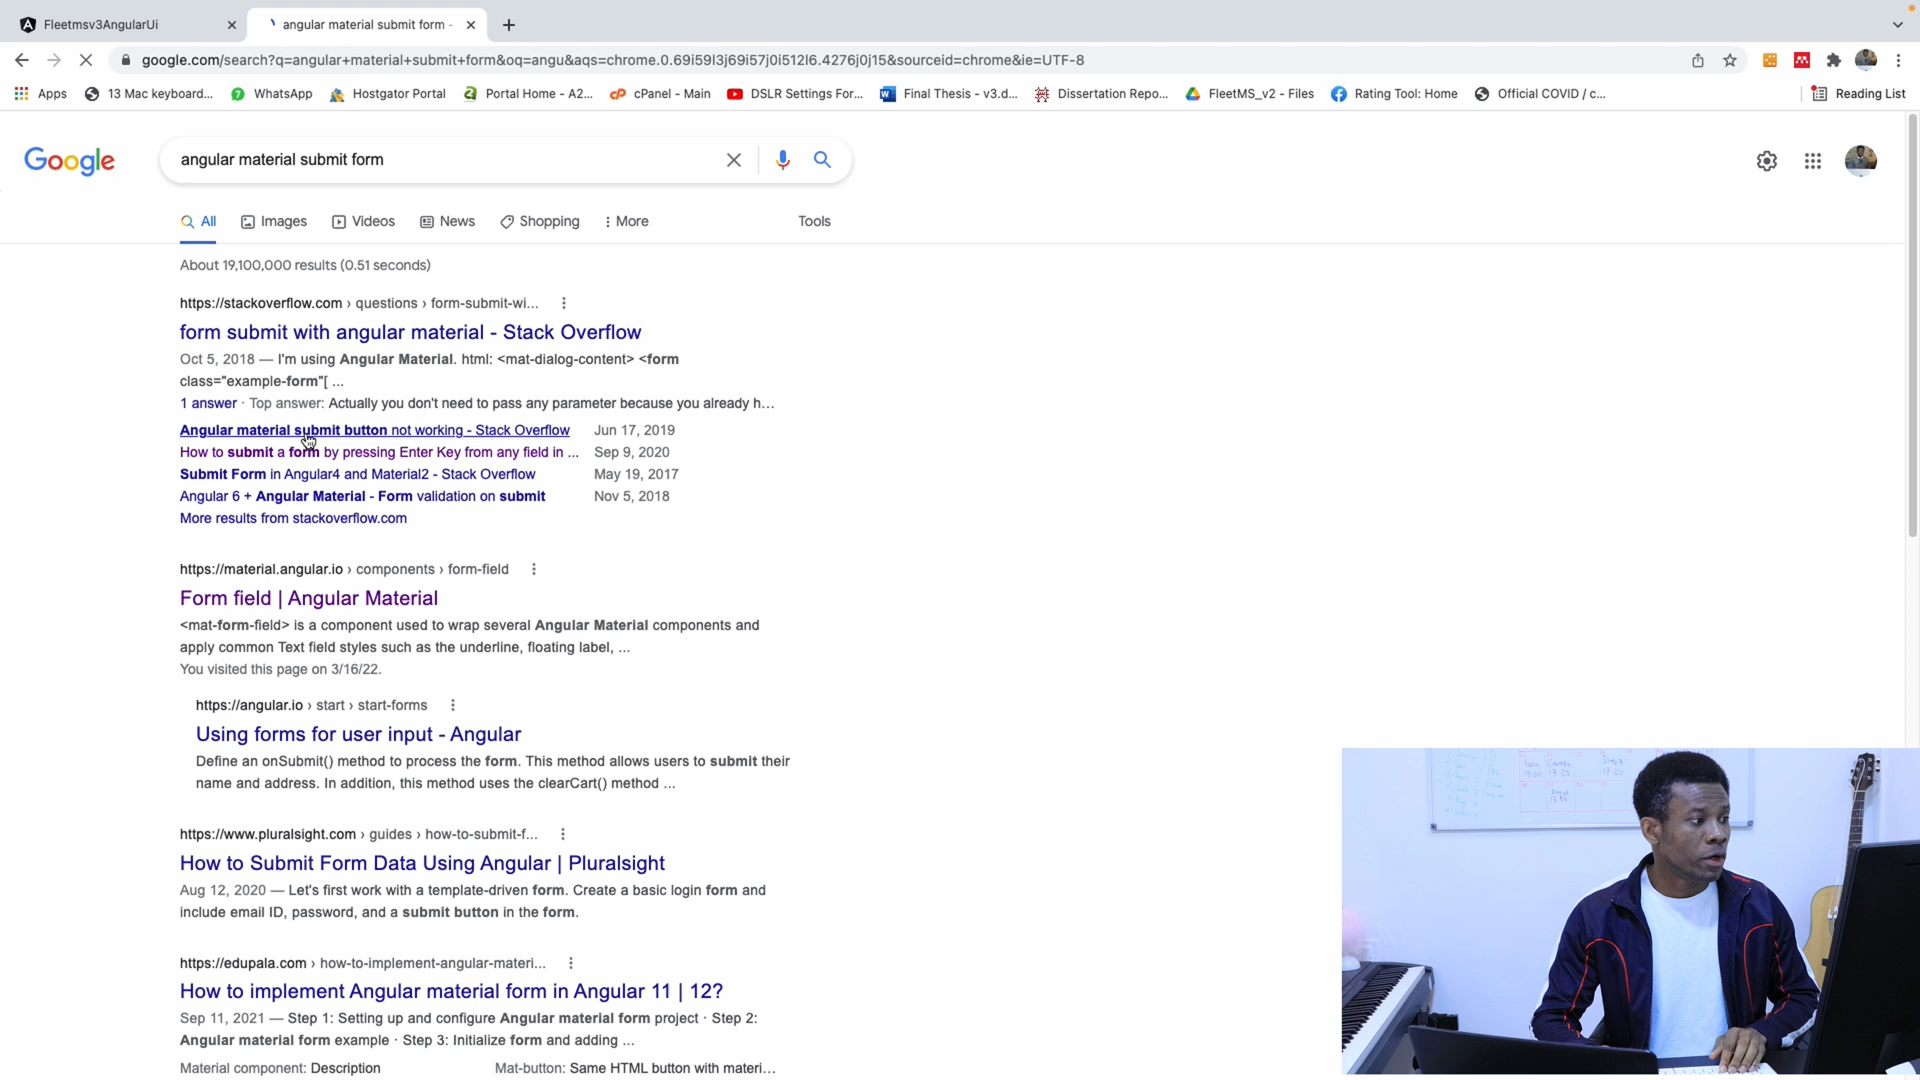 Fleetmsv3AngularUi
angular material submit form -
google.com/search?q=angular+material+submit+form&oq=angu&aqs=chrome.0.69i59l3j69i57j0i512l6.4276j0j15&sourceid=chrome&ie=UTF-8
Apps 13 Mac keyboard... WhatsApp Hostgator Portal Portal Home - A2... cPanel - Main DSLR Settings For... Final Thesis - v3.d... Dissertation Repo... FleetMS_v2 - Files Rating Tool: Home Official COVID / c... Reading List
Google angular material submit form
All Images Videos News Shopping More Tools
About 19,100,000 results (0.51 seconds)
https://stackoverflow.com › questions › form-submit-wi...
form submit with angular material - Stack Overflow
Oct 5, 2018 — I'm using Angular Material. html: <mat-dialog-content> <form
class="example-form"[ ...
1 answer · Top answer: Actually you don't need to pass any parameter because you already h...
Angular material submit button not working - Stack Overflow Jun 17, 2019
How to submit a form by pressing Enter Key from any field in ... Sep 9, 2020
Submit Form in Angular4 and Material2 - Stack Overflow May 19, 2017
Angular 6 + Angular Material - Form validation on submit Nov 5, 2018
More results from stackoverflow.com
https://material.angular.io › components › form-field
Form field | Angular Material
<mat-form-field> is a component used to wrap several Angular Material components and
apply common Text field styles such as the underline, floating label, ...
You visited this page on 3/16/22.
https://angular.io › start › start-forms
Using forms for user input - Angular
Define an onSubmit() method to process the form. This method allows users to submit their
name and address. In addition, this method uses the clearCart() method ...
https://www.pluralsight.com › guides › how-to-submit-f...
How to Submit Form Data Using Angular | Pluralsight
Aug 12, 2020 — Let's first work with a template-driven form. Create a basic login form and
include email ID, password, and a submit button in the form.
https://edupala.com › how-to-implement-angular-materi...
How to implement Angular material form in Angular 11 | 12?
Sep 11, 2021 — Step 1: Setting up and configure Angular material form project · Step 2:
Angular material form example · Step 3: Initialize form and adding ...
Material component: Description Mat-button: Same HTML button with materi...